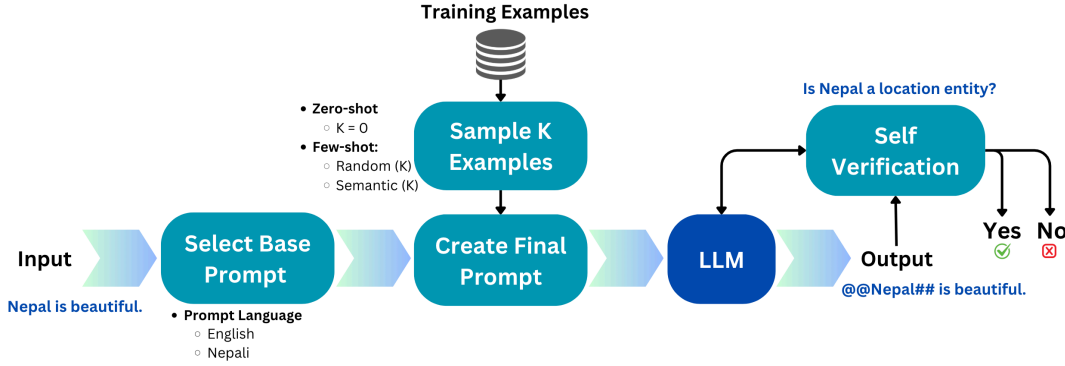 Training Examples
Is Nepal a location entity?
• Zero-shot
○ K = 0
• Few-shot:
○ Random (K)
○ Semantic (K)
Sample K
Examples
Self
Verification
Input
Select Base
Prompt
Create Final
Prompt
LLM
Output
Yes
No
Nepal is beautiful.
@@Nepal## is beautiful.
• Prompt Language
○ English
○ Nepali